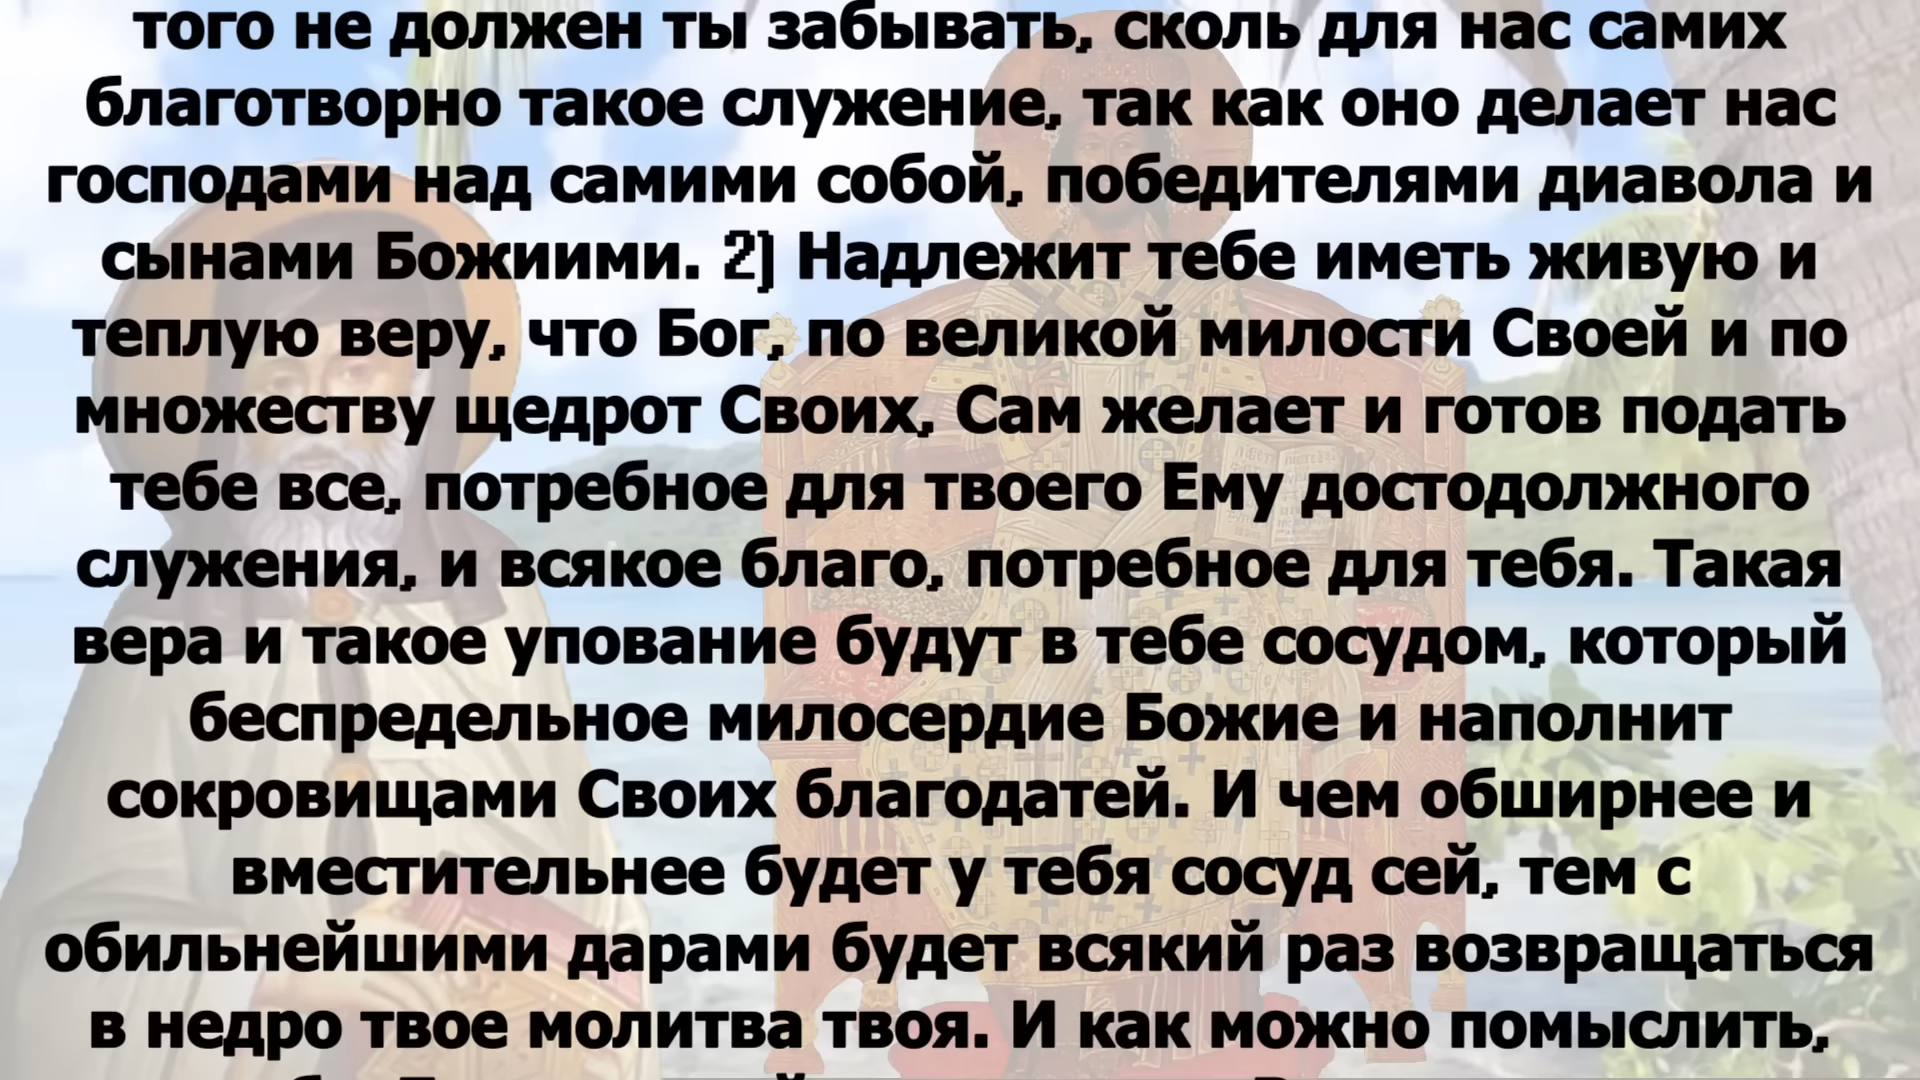 того не должен ты забывать, сколь для нас самих
благотворно такое служение, так как оно делает нас
господами над самими собой, победителями диавола и
сынами Божиими. 2) Надлежит тебе иметь живую и
теплую веру, что Бог, по великой милости Своей и по
множеству щедрот Своих, Сам желает и готов подать
тебе все, потребное для твоего Ему достодолжного
служения, и всякое благо, потребное для тебя. Такая
вера и такое упование будут в тебе сосудом, который
беспредельное милосердие Божие и наполнит
сокровищами Своих благодатей. И чем обширнее и
вместительнее будет у тебя сосуд сей, тем с
обильнейшими дарами будет всякий раз возвращаться
в недро твое молитва твоя. И как можно помыслить,